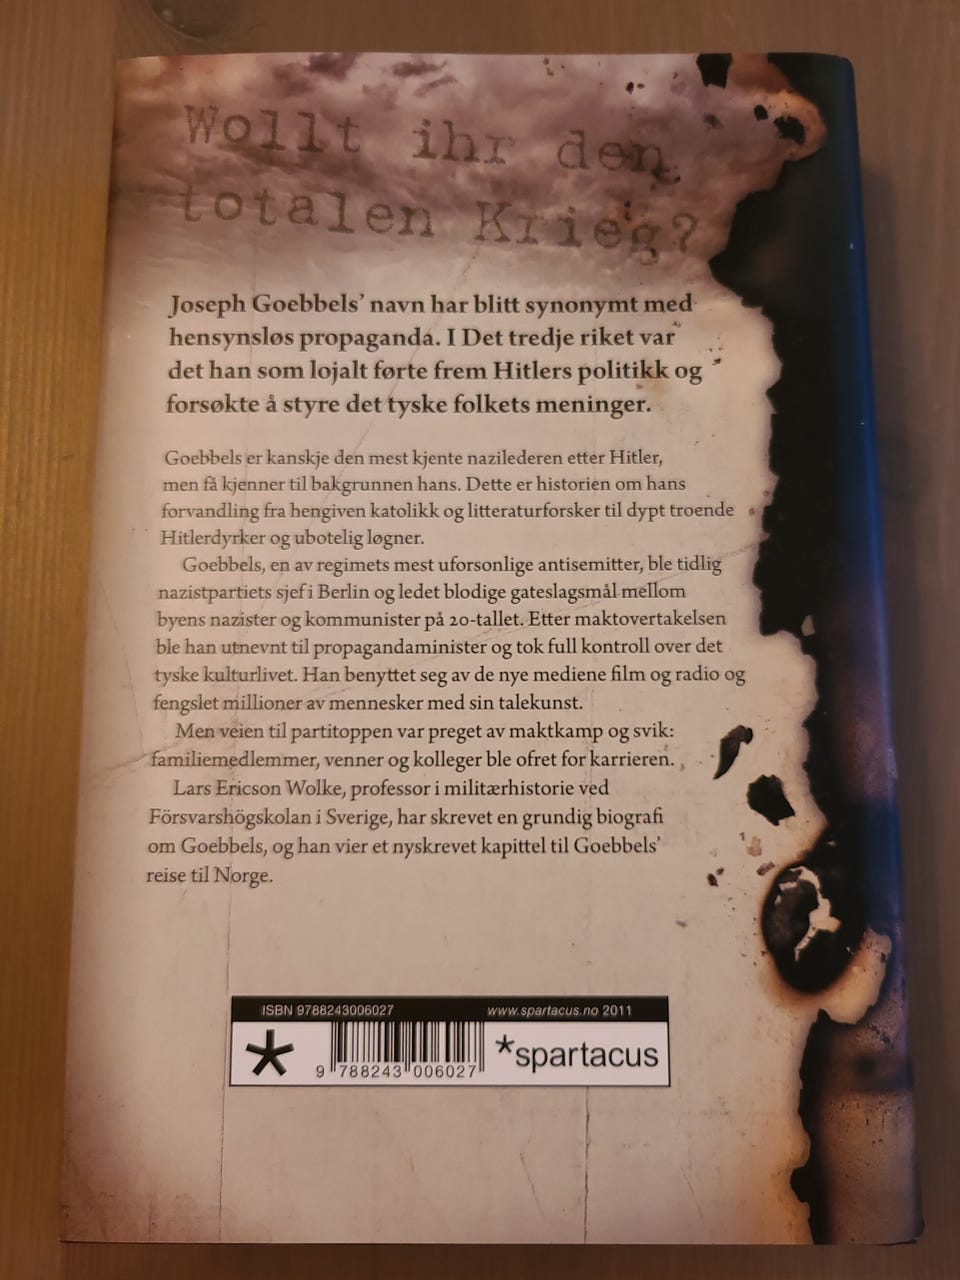 Wollt ihr den
totalen Krieg?
Joseph Goebbels’ navn har blitt synonymt med
hensynsløs propaganda. I Det tredje riket var
det han som lojalt førte frem Hitlers politikk og
forsøkte å styre det tyske folkets meninger.
Goebbels er kanskje den mest kjente nazilederen etter Hitler,
men få kjenner til bakgrunnen hans. Dette er historien om hans
forvandling fra hengiven katolikk og litteraturforsker til dypt troende
Hitlerdyrker og ubotelig løgner.
Goebbels, en av regimets mest uforsonlige antisemitter, ble tidlig
nazistpartiets sjef i Berlin og ledet blodige gateslagsmål mellom
byens nazister og kommunister på 20-tallet. Etter maktovertakelsen
ble han utnevnt til propagandaminister og tok full kontroll over det
tyske kulturlivet. Han benyttet seg av de nye mediene film og radio og
fengslet millioner av mennesker med sin talekunst.
Men veien til partitoppen var preget av maktkamp og svik:
familiemedlemmer, venner og kolleger ble ofret for karrieren.
Lars Ericson Wolke, professor i militærhistorie ved
Försvarshögskolan i Sverige, har skrevet en grundig biografi
om Goebbels, og han vier et nyskrevet kapittel til Goebbels’
reise til Norge.
ISBN 9788243006027 www.spartacus.no 2011
*spartacus
9 788243 006027